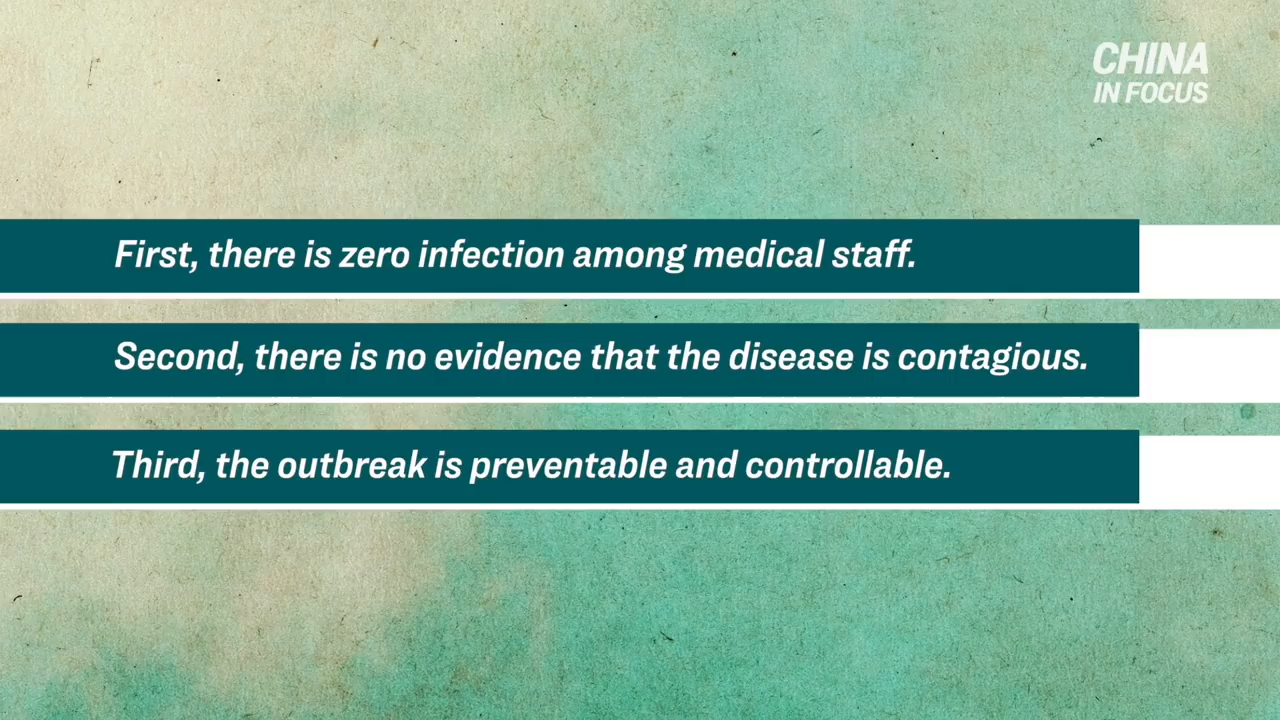 CHINA
IN FOCUS
First, there is zero infection among medical staff.
Second, there is no evidence that the disease is contagious.
Third, the outbreak is preventable and controllable.